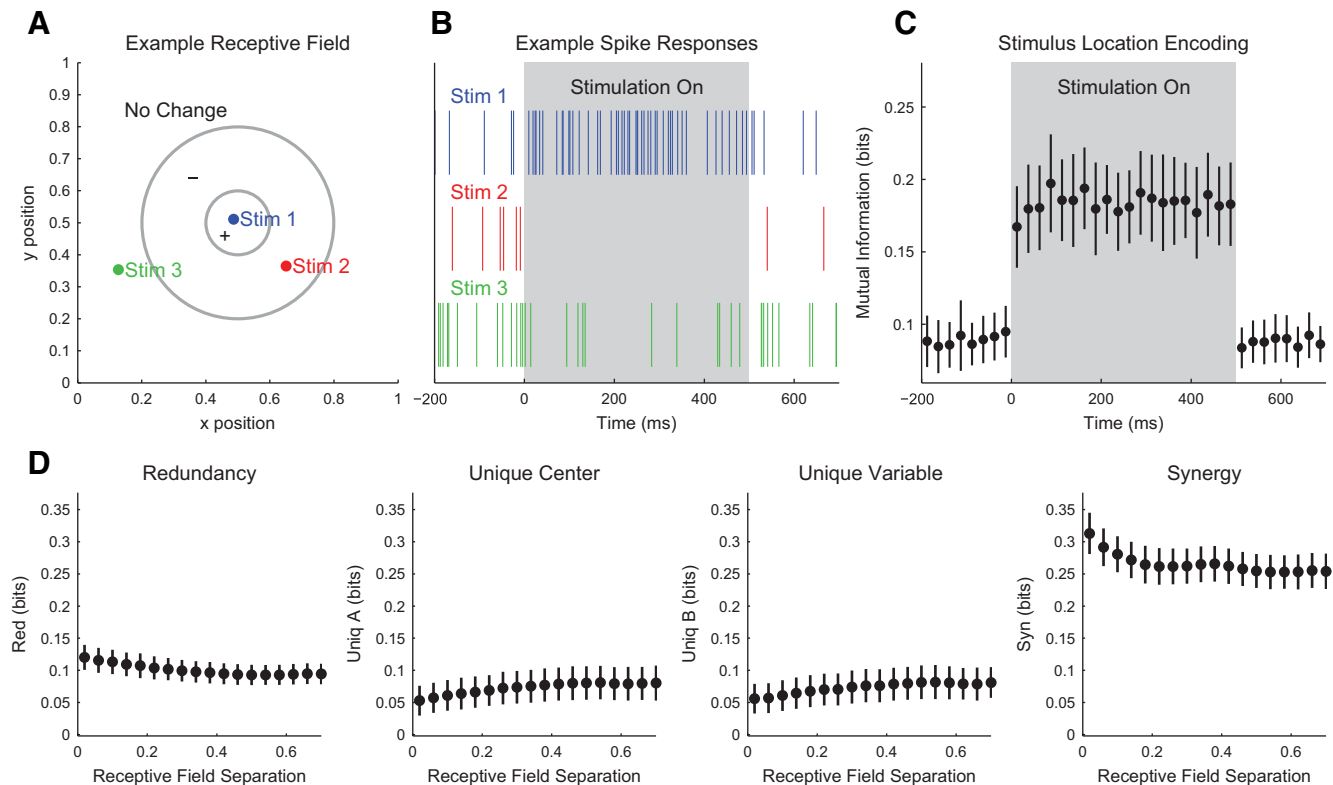 A
Example Receptive Field
1
0.9
0.8
0.7
0.6
0.5
0.4
0.3
0.2
0.1
0
y position
No Change
−
Stim 1
+
Stim 3
Stim 2
0 0.2 0.4 0.6 0.8 1
x position
B
Example Spike Responses
Stimulation On
Stim 1
Stim 2
Stim 3
−200 0 200 400 600
Time (ms)
C
Stimulus Location Encoding
Stimulation On
Mutual Information (bits)
0.25
0.2
0.15
0.1
−200 0 200 400 600
Time (ms)
D
Redundancy
Red (bits)
0.35
0.3
0.25
0.2
0.15
0.1
0.05
0
0 0.2 0.4 0.6
Receptive Field Separation
Unique Center
Uniq A (bits)
0.35
0.3
0.25
0.2
0.15
0.1
0.05
0
0 0.2 0.4 0.6
Receptive Field Separation
Unique Variable
Uniq B (bits)
0.35
0.3
0.25
0.2
0.15
0.1
0.05
0
0 0.2 0.4 0.6
Receptive Field Separation
Synergy
Syn (bits)
0.35
0.3
0.25
0.2
0.15
0.1
0.05
0
0 0.2 0.4 0.6
Receptive Field Separation